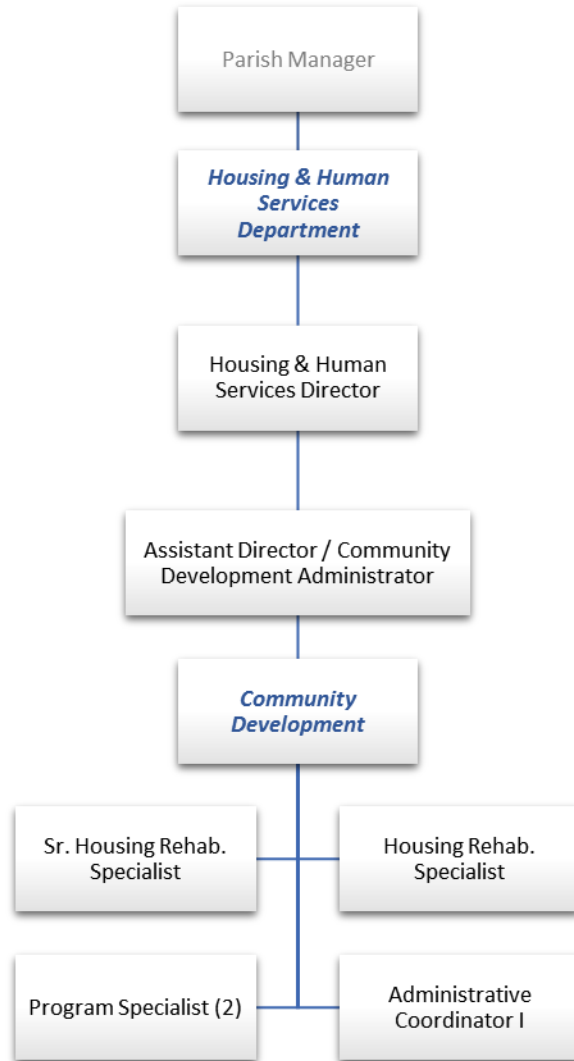 Parish Manager
Housing & Human
Services
Department
Housing & Human
Services Director
Assistant Director / Community
Development Administrator
Community
Development
Sr. Housing Rehab.
Specialist
Housing Rehab.
Specialist
Program Specialist (2)
Administrative
Coordinator I